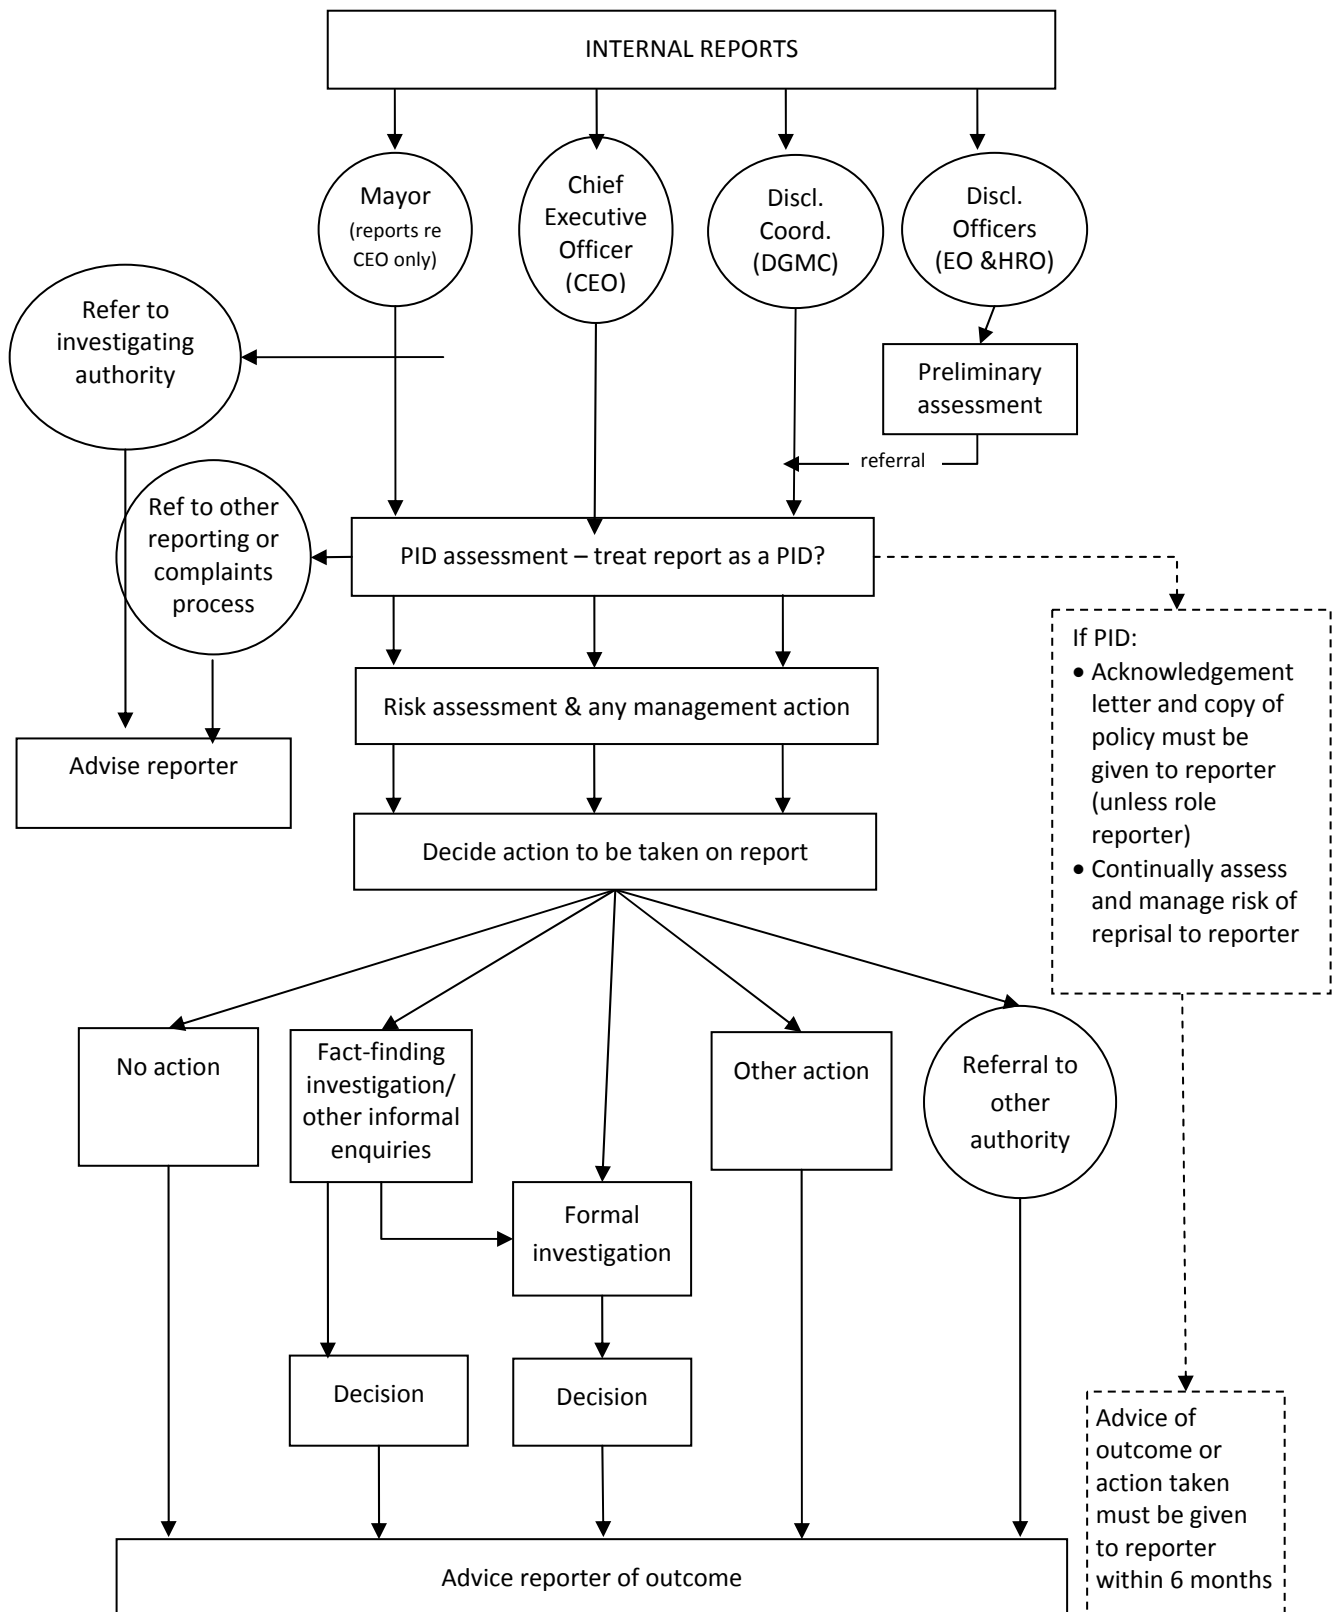 INTERNAL REPORTS
Mayor
(reports re
CEO only)
Chief
Executive
Officer
(CEO)
Discl.
Coord.
(DGMC)
Discl.
Officers
(EO &HRO)
Refer to
investigating
authority
Preliminary
assessment
referral
Ref to other
reporting or
complaints
process
PID assessment – treat report as a PID?
If PID:
• Acknowledgement
letter and copy of
policy must be
given to reporter
(unless role
reporter)
• Continually assess
and manage risk of
reprisal to reporter
Risk assessment & any management action
Advise reporter
Decide action to be taken on report
No action
Fact-finding
investigation/
other informal
enquiries
Other action
Referral to
other
authority
Formal
investigation
Decision
Decision
Advice of
outcome or
action taken
must be given
to reporter
within 6 months
Advice reporter of outcome